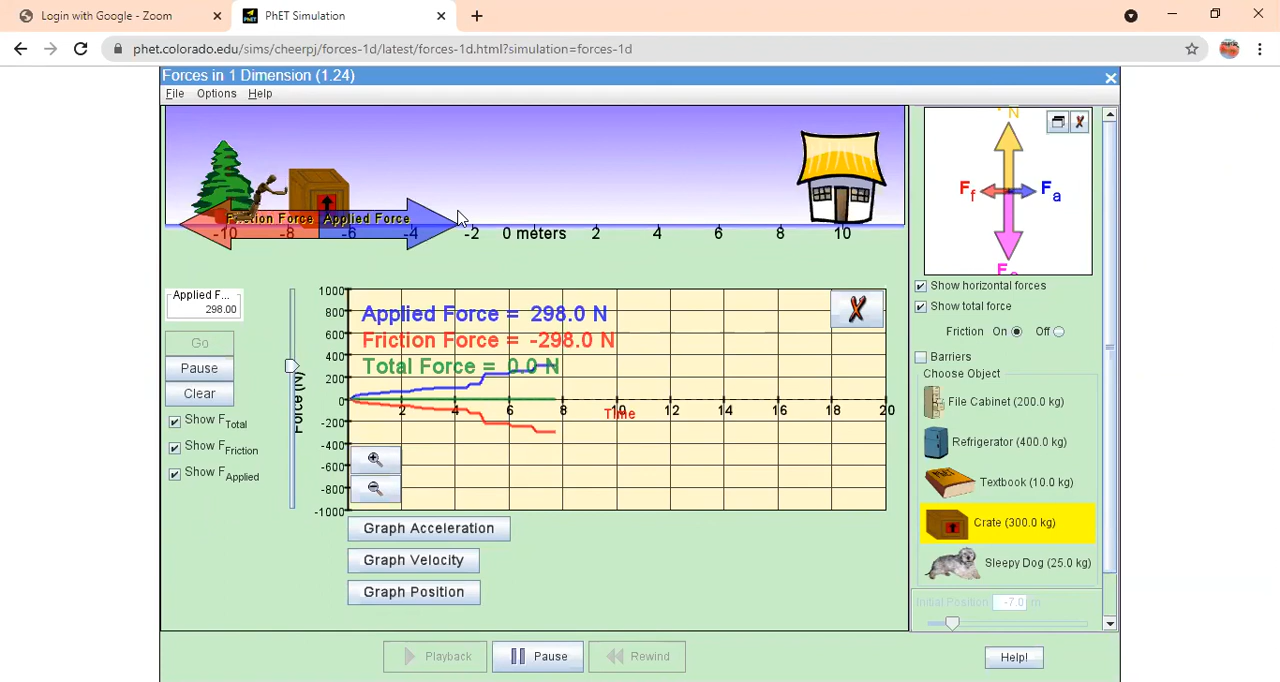 Login with Google - Zoom
PhET Simulation
phet.colorado.edu/sims/cheerpj/forces-1d/latest/forces-1d.html?simulation=forces-1d
Forces in 1 Dimension (1.24)
File Options Help
N
Ff Fa
Friction Force Applied Force
-10 -8 -6 -4 -2 0 meters 2 4 6 8 10
Show horizontal forces
Show total force
Friction On Off
Barriers
Choose Object
File Cabinet (200.0 kg)
Refrigerator (400.0 kg)
Textbook (10.0 kg)
Crate (300.0 kg)
Sleepy Dog (25.0 kg)
Initial Position -7.0 m
Applied F...
298.00
Go
Pause
Clear
Show FTotal
Show FFriction
Show FApplied
Force (N)
1000
800
600
400
200
0
-200
-400
-600
-800
-1000
Applied Force = 298.0 N
Friction Force = -298.0 N
Total Force = 0.0 N
2 4 6 8 10 12 14 16 18 20
Time
Graph Acceleration
Graph Velocity
Graph Position
Playback Pause Rewind
Help!